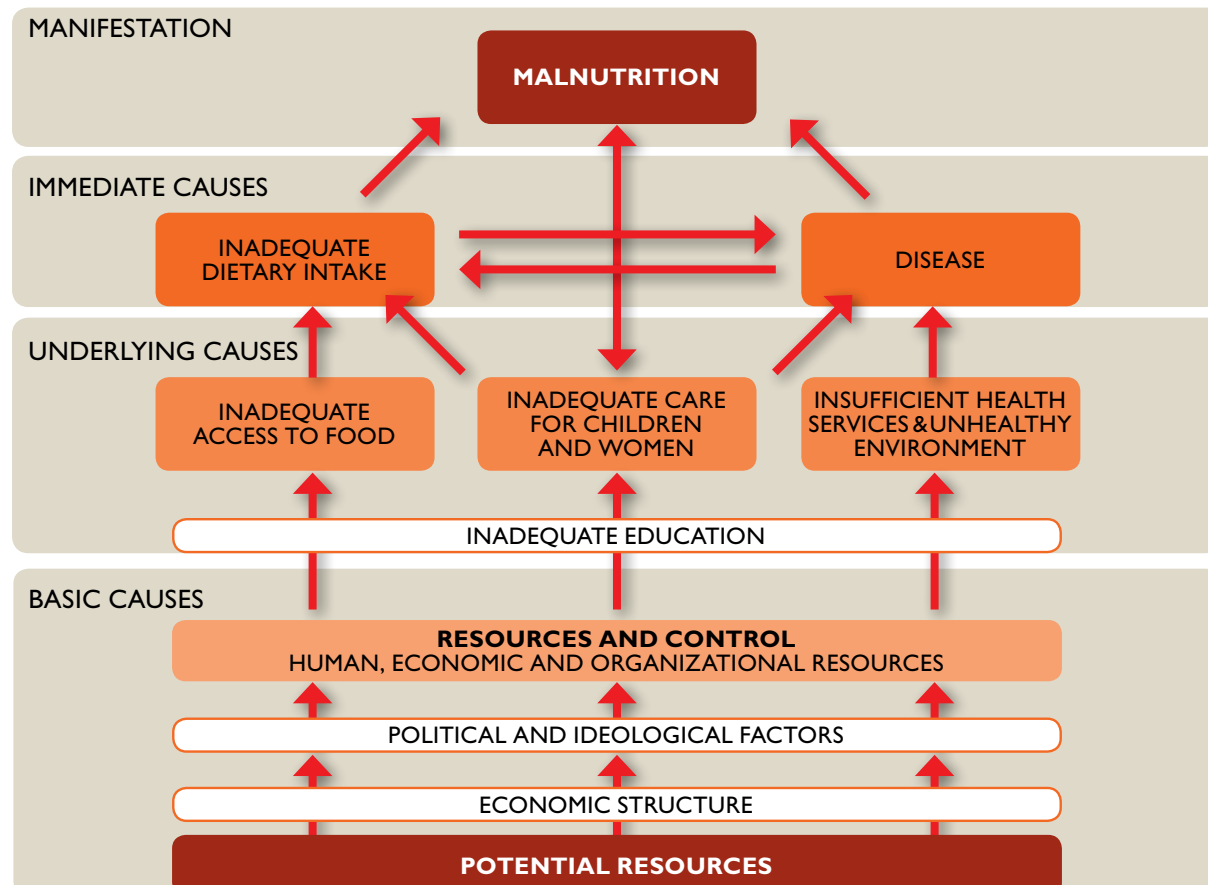 MANIFESTATION
MALNUTRITION
IMMEDIATE CAUSES
INADEQUATE
DIETARY INTAKE
DISEASE
UNDERLYING CAUSES
INADEQUATE
ACCESS TO FOOD
INADEQUATE CARE
FOR CHILDREN
AND WOMEN
INSUFFICIENT HEALTH
SERVICES & UNHEALTHY
ENVIRONMENT
INADEQUATE EDUCATION
BASIC CAUSES
RESOURCES AND CONTROL
HUMAN, ECONOMIC AND ORGANIZATIONAL RESOURCES
POLITICAL AND IDEOLOGICAL FACTORS
ECONOMIC STRUCTURE
POTENTIAL RESOURCES